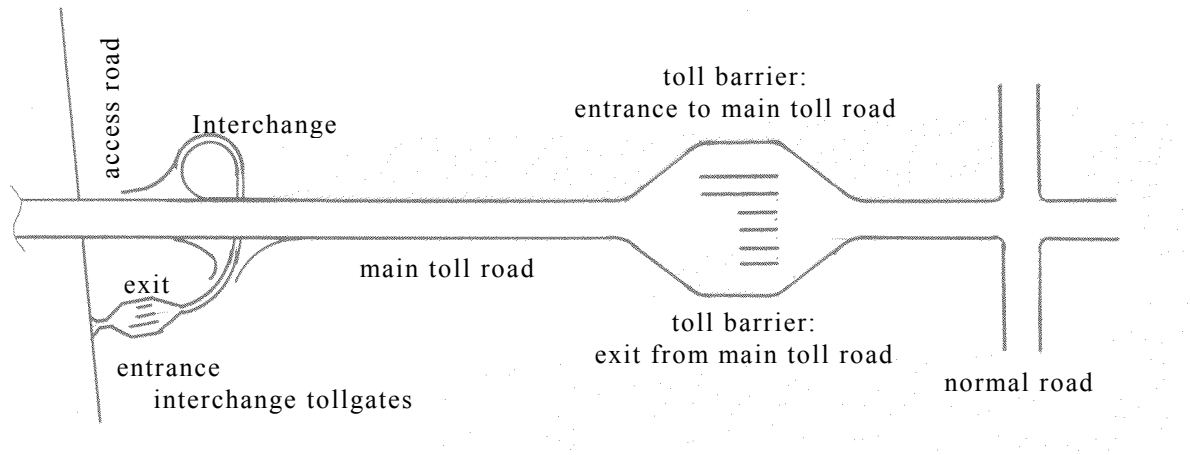 access road
Interchange
toll barrier:
entrance to main toll road
main toll road
exit
toll barrier:
exit from main toll road
entrance
interchange tollgates
normal road